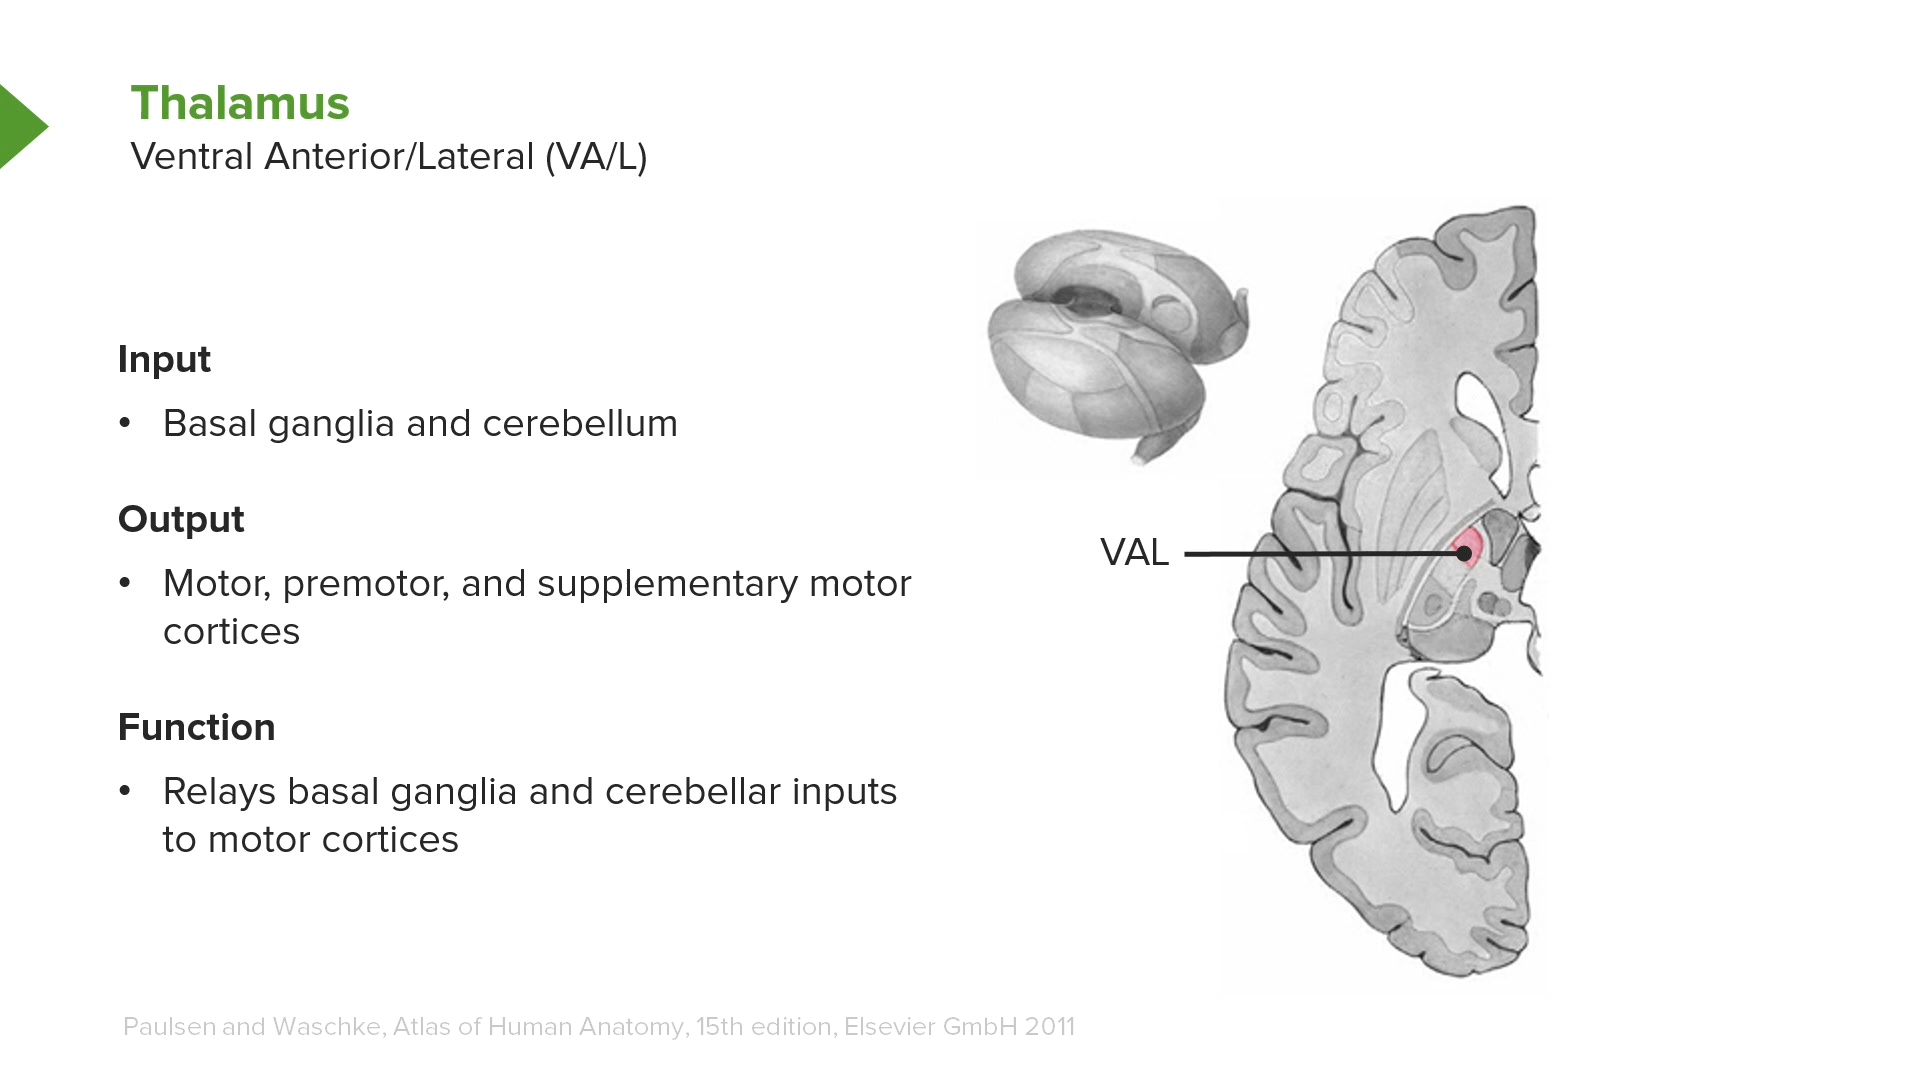 Thalamus
Ventral Anterior/Lateral (VA/L)
Input
• Basal ganglia and cerebellum
Output
• Motor, premotor, and supplementary motor
cortices
Function
• Relays basal ganglia and cerebellar inputs
to motor cortices
VAL
Paulsen and Waschke, Atlas of Human Anatomy, 15th edition, Elsevier GmbH 2011